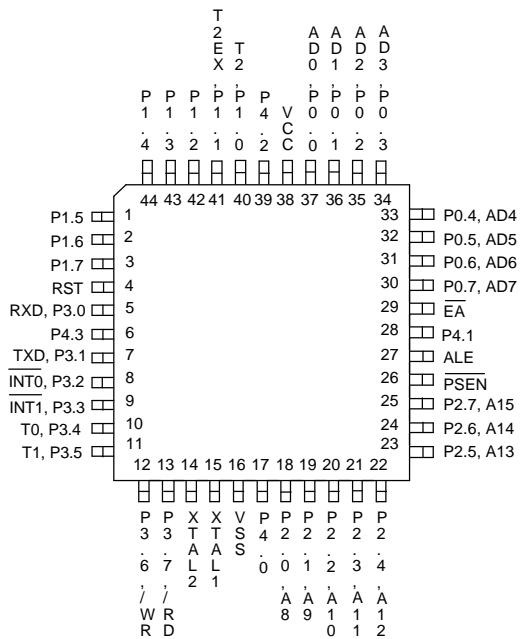 P1.4
P1.3
P1.2
T2EX, P1.1
T2, P1.0
P4.2
VCC
AD0, P0.0
AD1, P0.1
AD2, P0.2
AD3, P0.3
44 43 42 41 40 39 38 37 36 35 34
P1.5 1
P1.6 2
P1.7 3
RST 4
RXD, P3.0 5
P4.3 6
TXD, P3.1 7
INT0, P3.2 8
INT1, P3.3 9
T0, P3.4 10
T1, P3.5 11
33 P0.4, AD4
32 P0.5, AD5
31 P0.6, AD6
30 P0.7, AD7
29 EA
28 P4.1
27 ALE
26 PSEN
25 P2.7, A15
24 P2.6, A14
23 P2.5, A13
12 13 14 15 16 17 18 19 20 21 22
P3.6, /WR
P3.7, /RD
XTAL2
XTAL1
VSS
P4.0
P2.0, A8
P2.1, A9
P2.2, A10
P2.3, A11
P2.4, A12